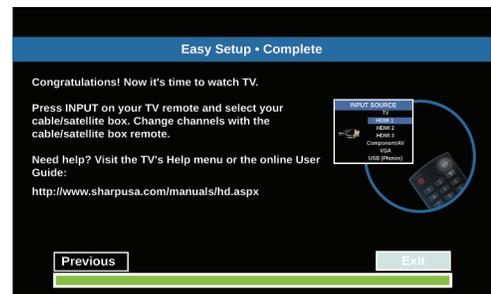 Easy Setup • Complete
Congratulations! Now it's time to watch TV.
Press INPUT on your TV remote and select your
cable/satellite box. Change channels with the
cable/satellite box remote.
Need help? Visit the TV's Help menu or the online User
Guide:
http://www.sharpusa.com/manuals/hd.aspx
INPUT SOURCE
TV
HDMI 1
HDMI 2
HDMI 3
Component/AV
VGA
USB (Photos)
Previous
Exit